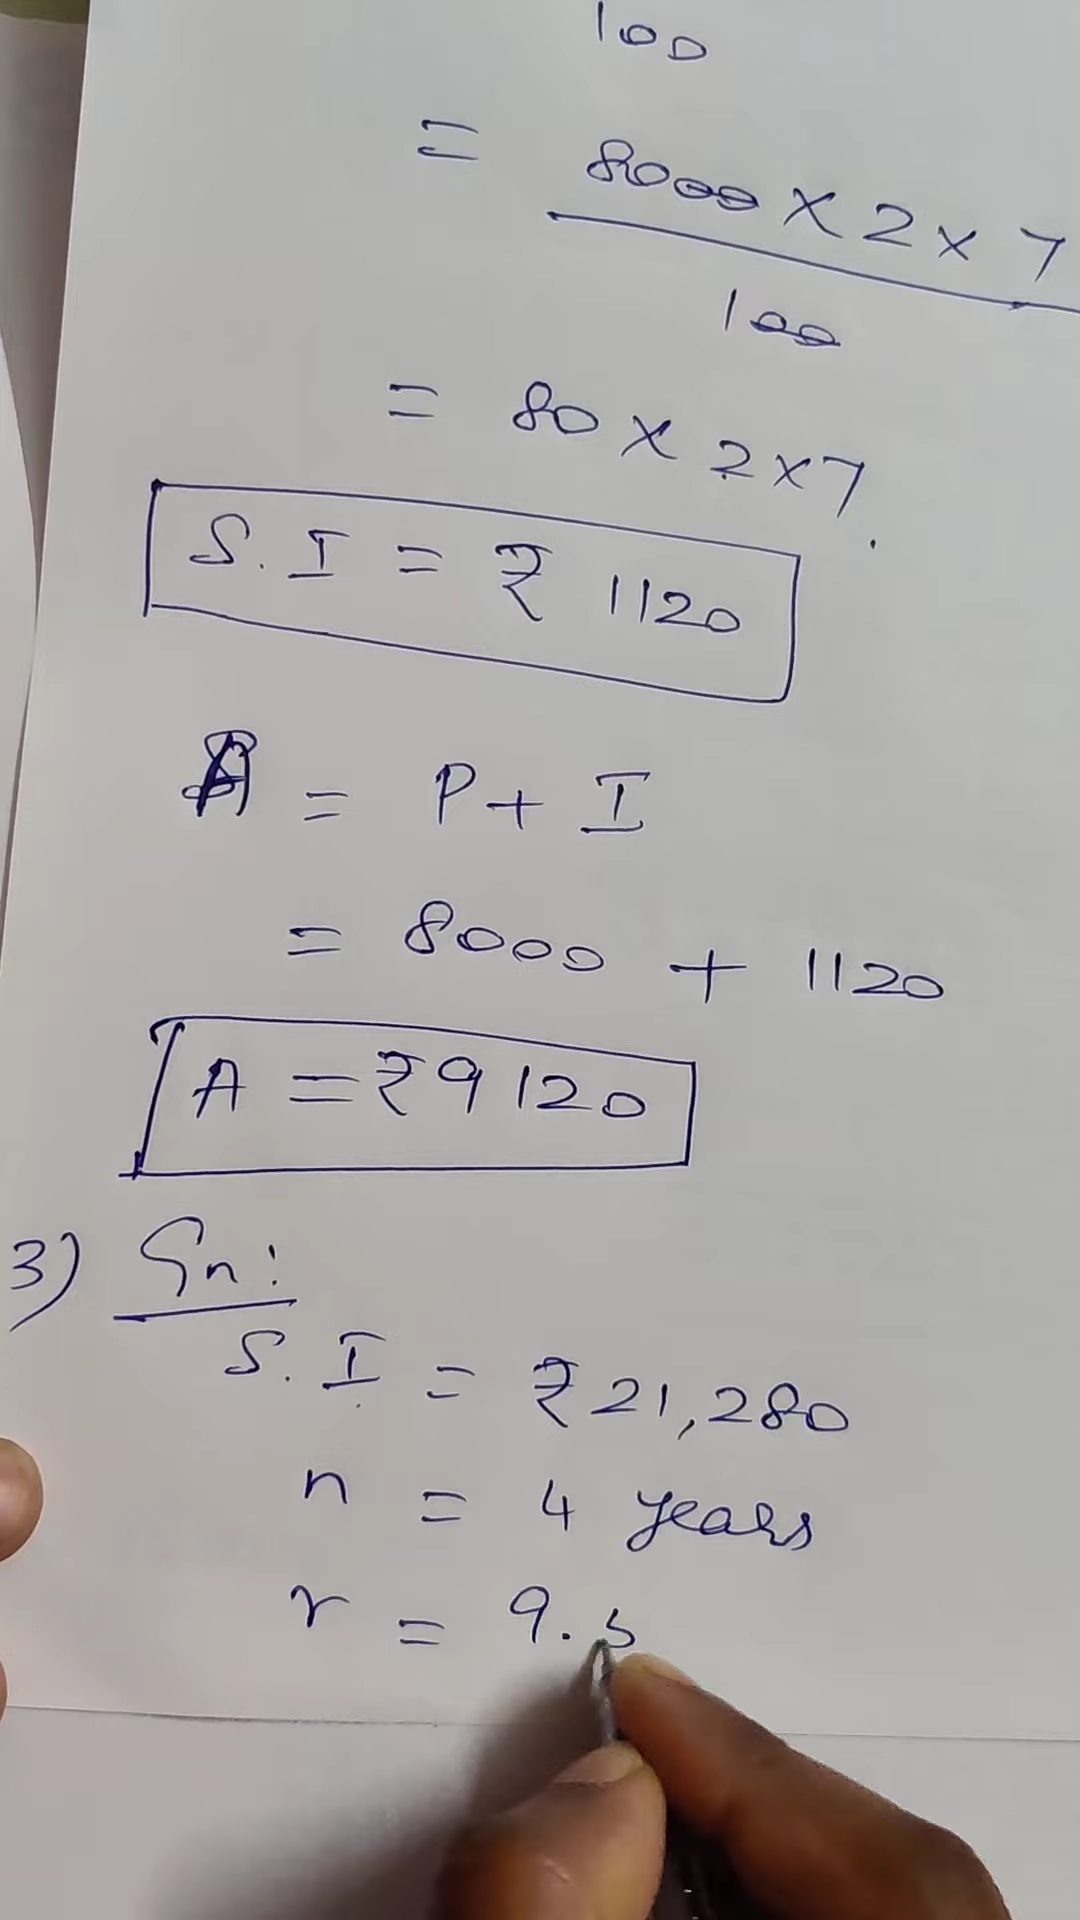 100
= 8000 × 2 × 7
100
= 80 × 2 × 7.
S. I = ₹ 1120
A = P + I
= 8000 + 1120
A = ₹9120
3) Gn:
S. I = ₹21,280
n = 4 years
r = 9.5